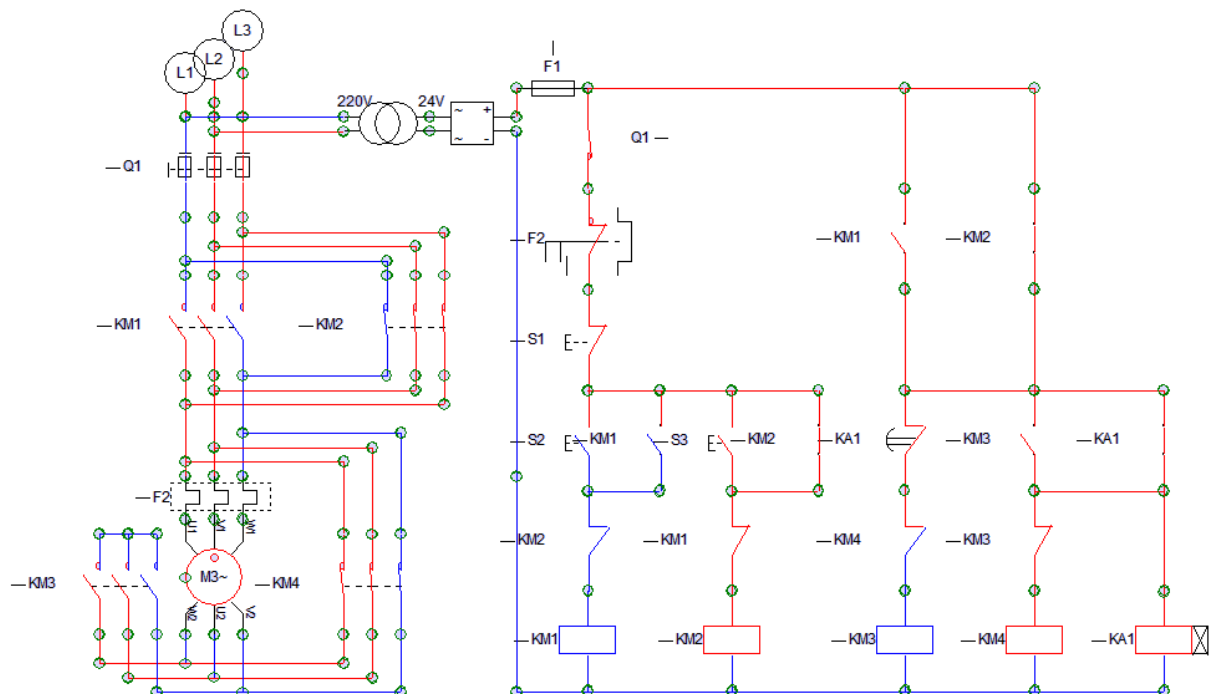 L3
L2
L1
F1
220V 24V
~ +
~ -
Q1
Q1
F2 KM1 KM2
KM1 KM2 S1
S2 KM1 S3 KM2 KA1 KM3 KA1
F2
U1 V1 W1
KM2 KM1 KM4 KM3
KM3 M3~ KM4
W2 U2 V2
KM1 KM2 KM3 KM4 KA1